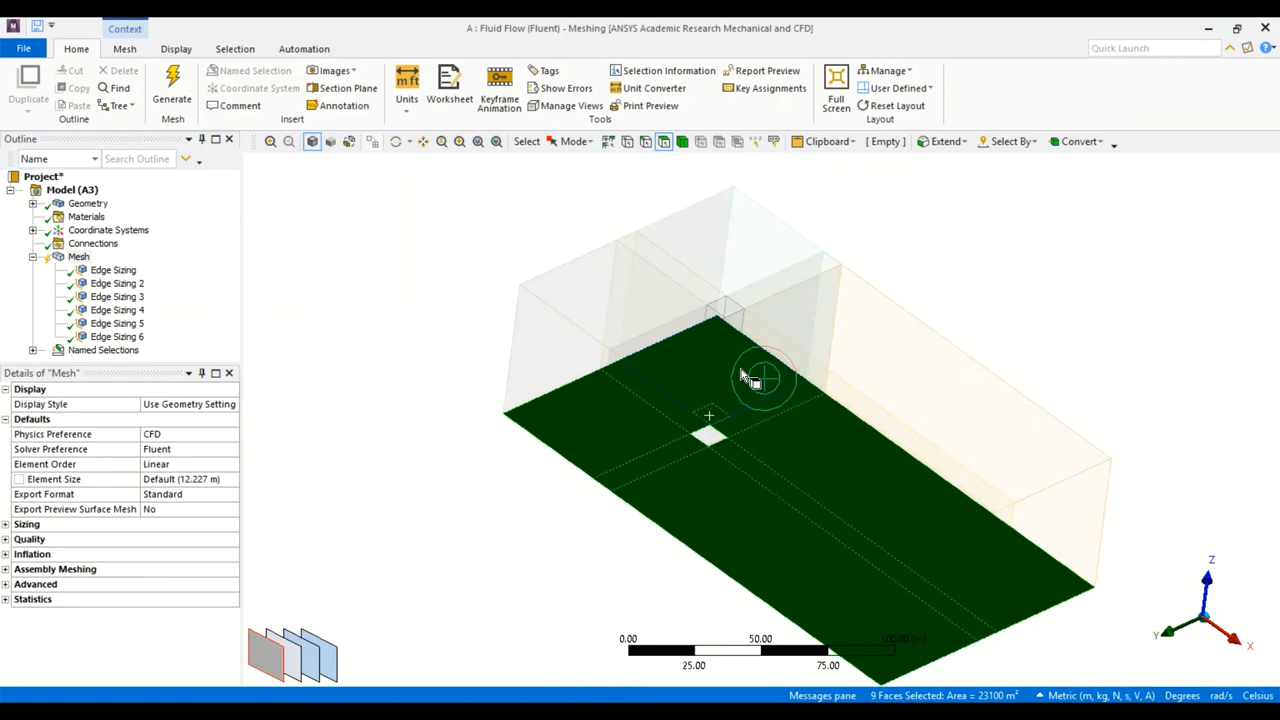 M
Context
A : Fluid Flow (Fluent) - Meshing [ANSYS Academic Research Mechanical and CFD]
File Home Mesh Display Selection Automation
Quick Launch
Duplicate
Cut
Copy
Paste
Delete
Find
Tree
Outline
Generate
Mesh
Named Selection
Coordinate System
Comment
Images
Section Plane
Annotation
Insert
mft
Units
Worksheet
Keyframe
Animation
Tags
Show Errors
Manage Views
Selection Information
Unit Converter
Print Preview
Report Preview
Key Assignments
Tools
Full
Screen
Manage
User Defined
Reset Layout
Layout
Outline
Select Mode Clipboard [ Empty ] Extend Select By Convert
Name Search Outline
Project*
Model (A3)
Geometry
Materials
Coordinate Systems
Connections
Mesh
Edge Sizing
Edge Sizing 2
Edge Sizing 3
Edge Sizing 4
Edge Sizing 5
Edge Sizing 6
Named Selections
Details of "Mesh"
Display
Display Style Use Geometry Setting
Defaults
Physics Preference CFD
Solver Preference Fluent
Element Order Linear
Element Size Default (12.227 m)
Export Format Standard
Export Preview Surface Mesh No
Sizing
Quality
Inflation
Assembly Meshing
Advanced
Statistics
0.00 50.00 100.00 (m)
25.00 75.00
Z
Y
X
Messages pane 9 Faces Selected: Area = 23100 m² Metric (m, kg, N, s, V, A) Degrees rad/s Celsius